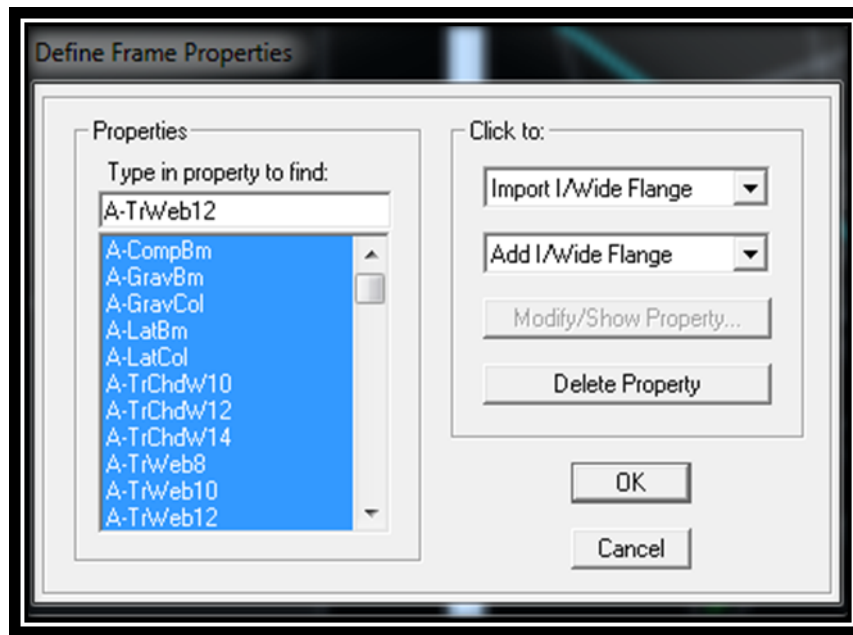 Define Frame Properties
Properties
Type in property to find:
A-TrWeb12
A-CompBm
A-GravBm
A-GravCol
A-LatBm
A-LatCol
A-TrChdW10
A-TrChdW12
A-TrChdW14
A-TrWeb8
A-TrWeb10
A-TrWeb12
Click to:
Import I/Wide Flange
Add I/Wide Flange
Modify/Show Property...
Delete Property
OK
Cancel